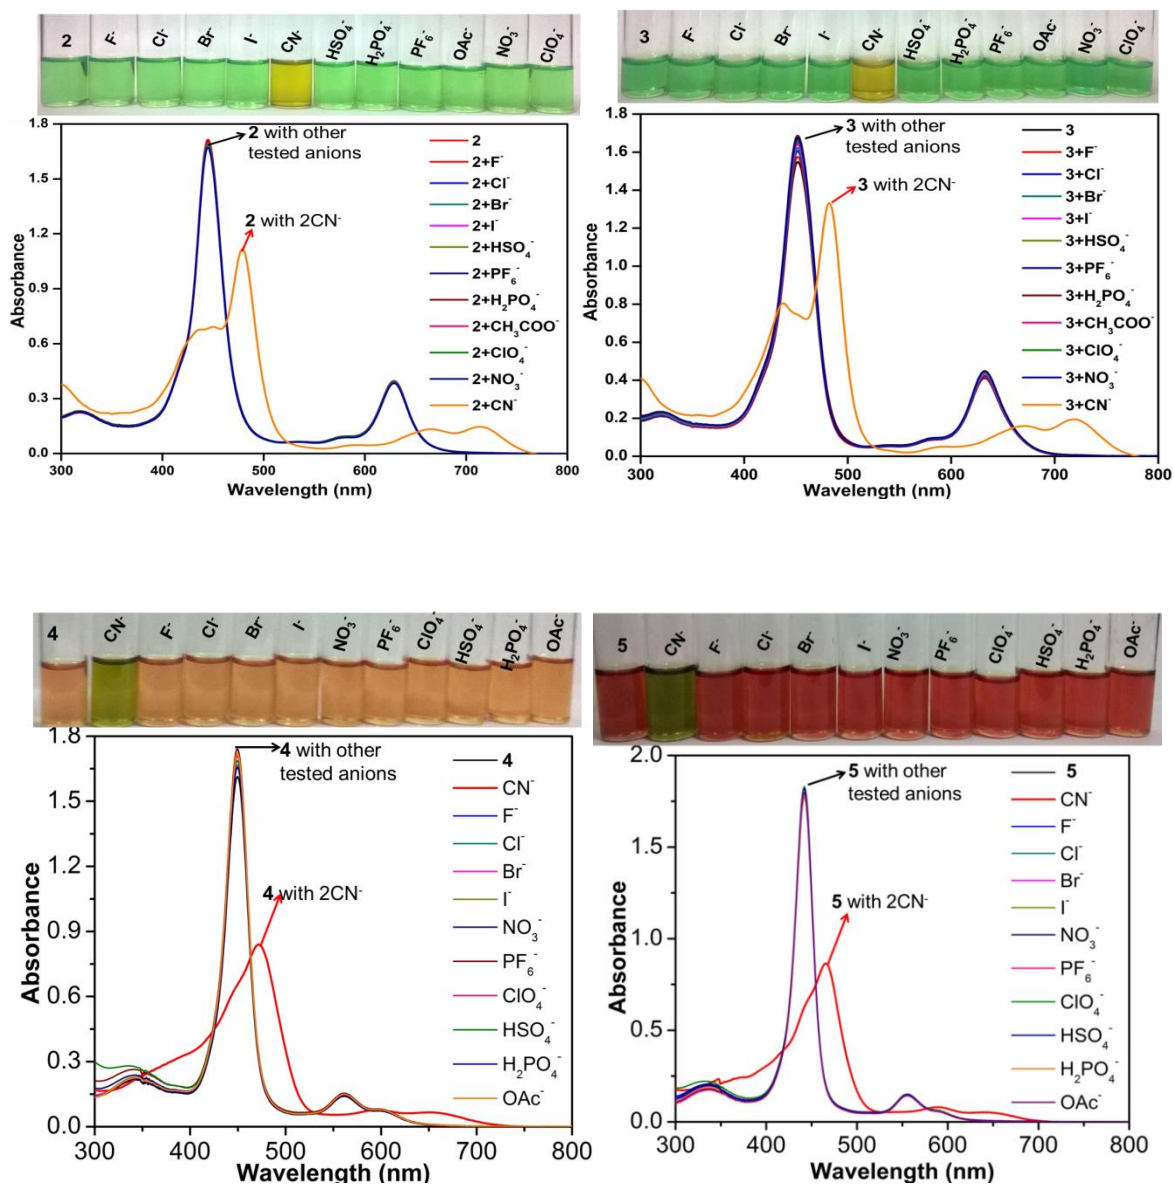 2 F⁻ Cl⁻ Br⁻ I⁻ CN⁻ HSO₄⁻ H₂PO₄⁻ PF₆⁻ OAc⁻ NO₃⁻ ClO₄⁻
1.8
1.5
1.2
0.9
0.6
0.3
0.0
Absorbance
2 with other
tested anions
2 with 2CN⁻
2
2+F⁻
2+Cl⁻
2+Br⁻
2+I⁻
2+HSO₄⁻
2+PF₆⁻
2+H₂PO₄⁻
2+CH₃COO⁻
2+ClO₄⁻
2+NO₃⁻
2+CN⁻
300 400 500 600 700 800
Wavelength (nm)
3 F⁻ Cl⁻ Br⁻ I⁻ CN⁻ HSO₄⁻ H₂PO₄⁻ PF₆⁻ OAc⁻ NO₃⁻ ClO₄⁻
1.8
1.6
1.4
1.2
1.0
0.8
0.6
0.4
0.2
0.0
Absorbance
3 with other
tested anions
3 with 2CN⁻
3
3+F⁻
3+Cl⁻
3+Br⁻
3+I⁻
3+HSO₄⁻
3+PF₆⁻
3+H₂PO₄⁻
3+CH₃COO⁻
3+ClO₄⁻
3+NO₃⁻
3+CN⁻
300 400 500 600 700 800
Wavelength (nm)
4 CN⁻ F⁻ Cl⁻ Br⁻ I⁻ NO₃⁻ PF₆⁻ ClO₄⁻ HSO₄⁻ H₂PO₄⁻ OAc⁻
1.8
1.5
1.2
0.9
0.6
0.3
0.0
Absorbance
4 with other
tested anions
4 with 2CN⁻
4
CN⁻
F⁻
Cl⁻
Br⁻
I⁻
NO₃⁻
PF₆⁻
ClO₄⁻
HSO₄⁻
H₂PO₄⁻
OAc⁻
300 400 500 600 700 800
Wavelength (nm)
5 CN⁻ F⁻ Cl⁻ Br⁻ I⁻ NO₃⁻ PF₆⁻ ClO₄⁻ HSO₄⁻ H₂PO₄⁻ OAc⁻
2.0
1.5
1.0
0.5
0.0
Absorbance
5 with other
tested anions
5 with 2CN⁻
5
CN⁻
F⁻
Cl⁻
Br⁻
I⁻
NO₃⁻
PF₆⁻
ClO₄⁻
HSO₄⁻
H₂PO₄⁻
OAc⁻
300 400 500 600 700 800
Wavelength (nm)